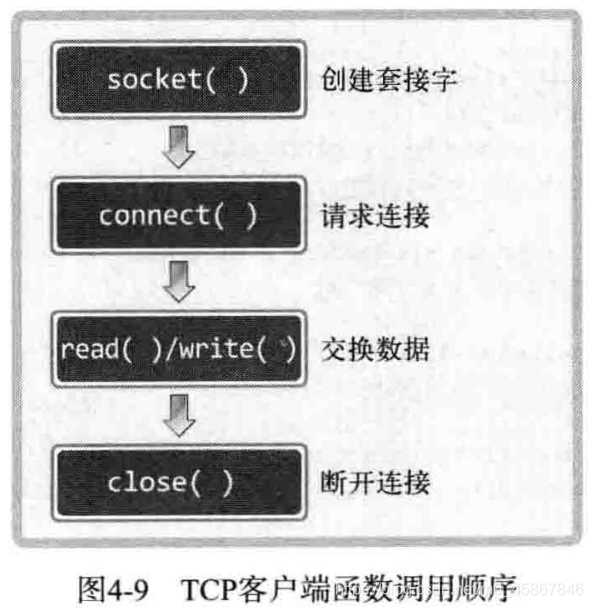 socket( ) 创建套接字
connect( ) 请求连接
read( )/write( ) 交换数据
close( ) 断开连接
图4-9 TCP客户端函数调用顺序